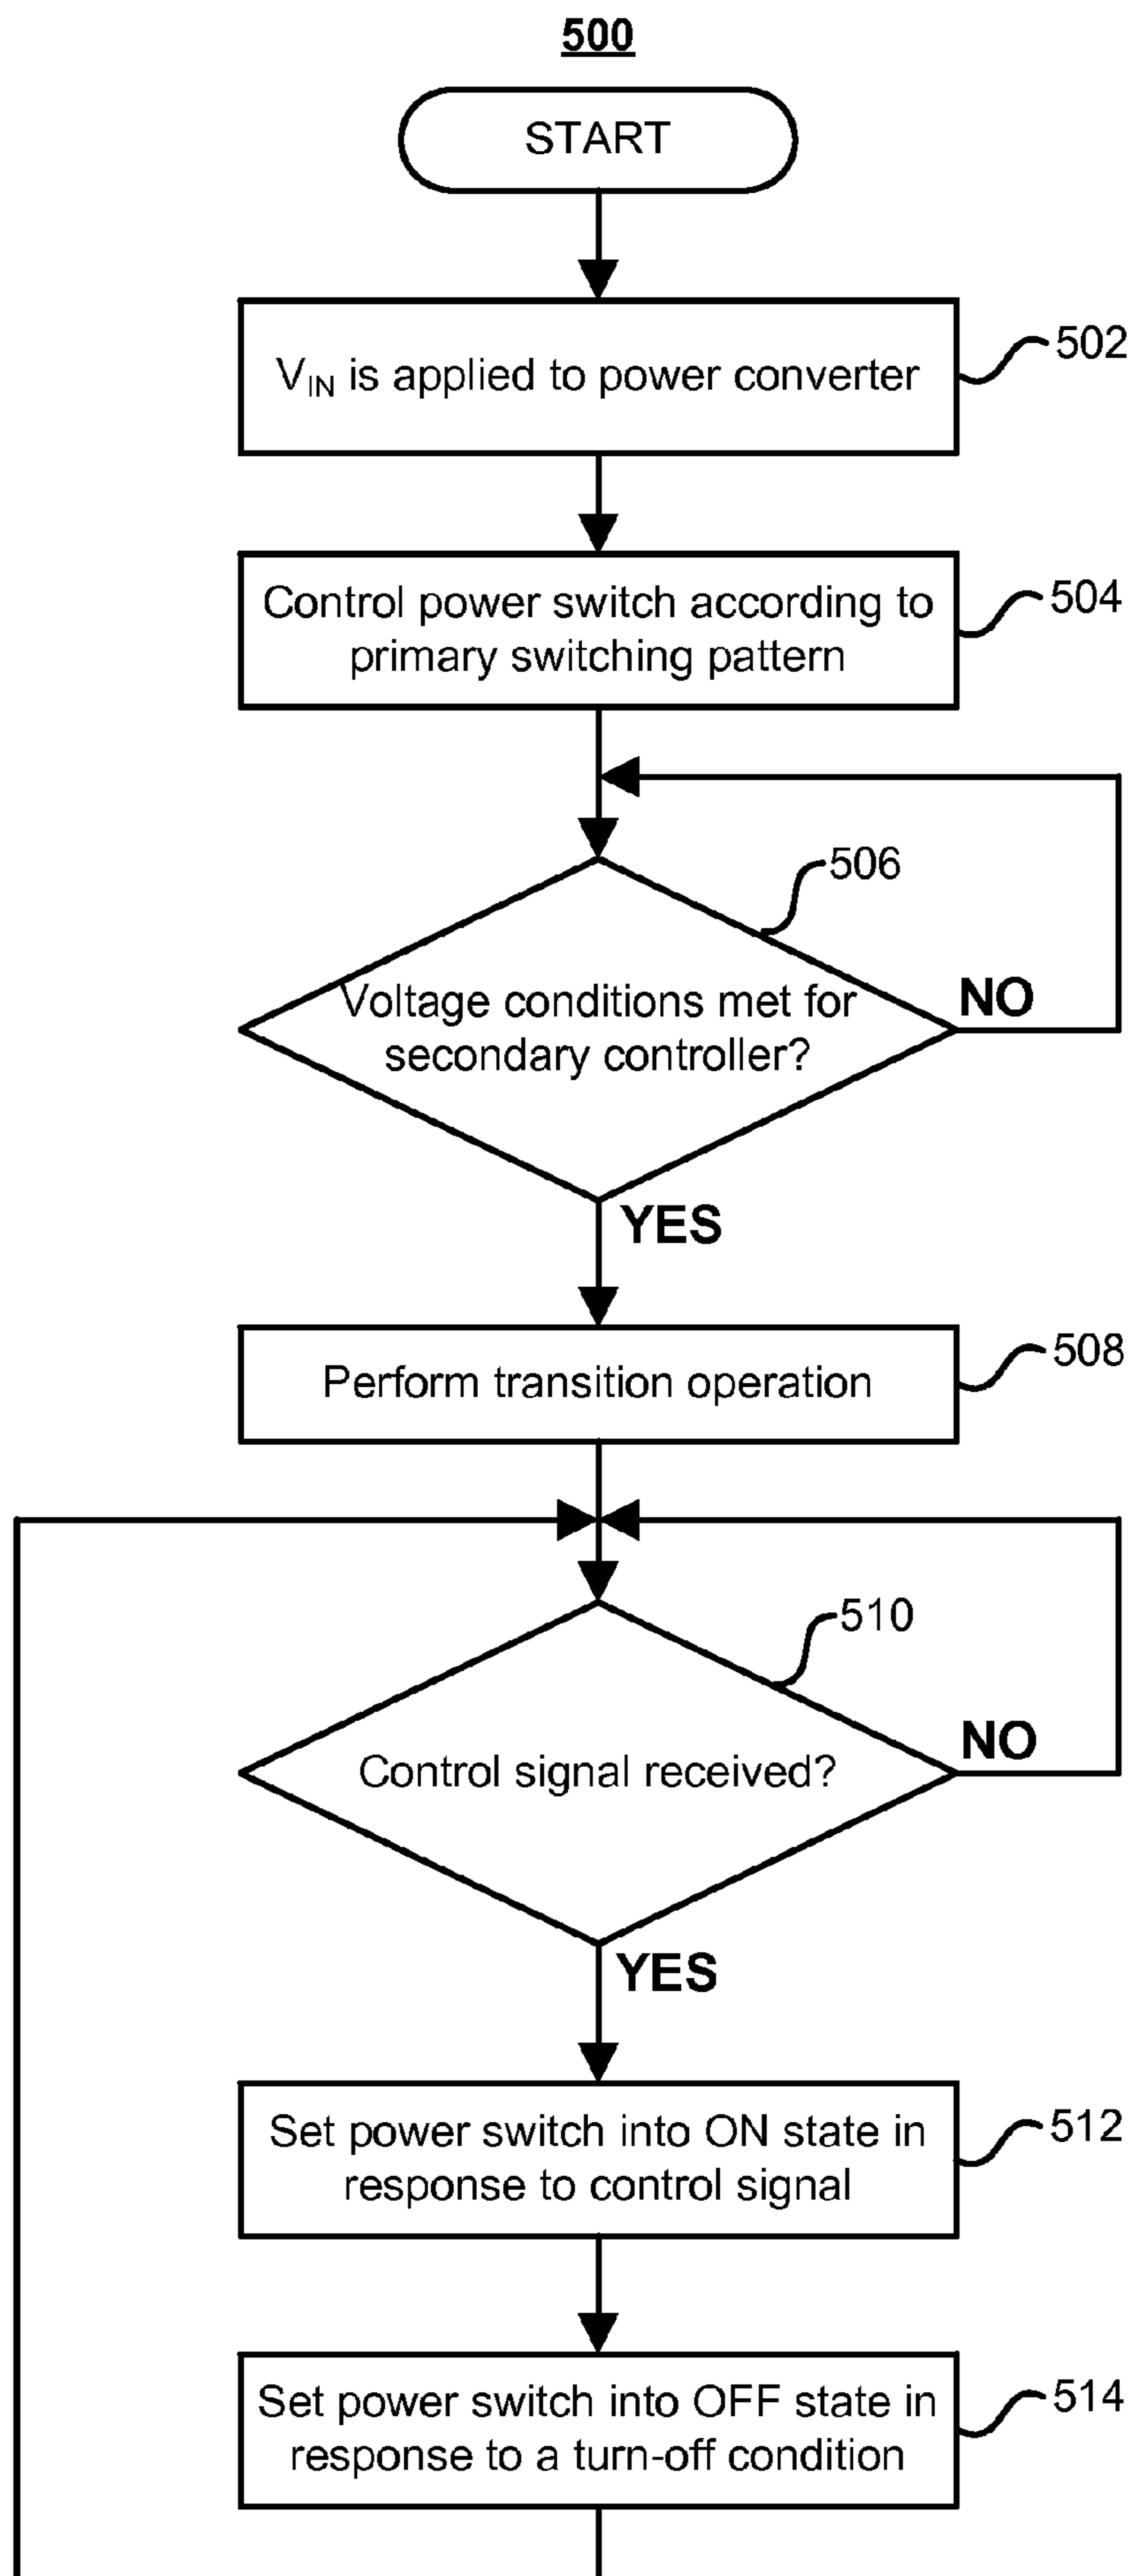 500
START
V_IN is applied to power converter
502
Control power switch according to
primary switching pattern
504
506
Voltage conditions met for
secondary controller?
NO
YES
Perform transition operation
508
510
Control signal received?
NO
YES
Set power switch into ON state in
response to control signal
512
Set power switch into OFF state in
response to a turn-off condition
514